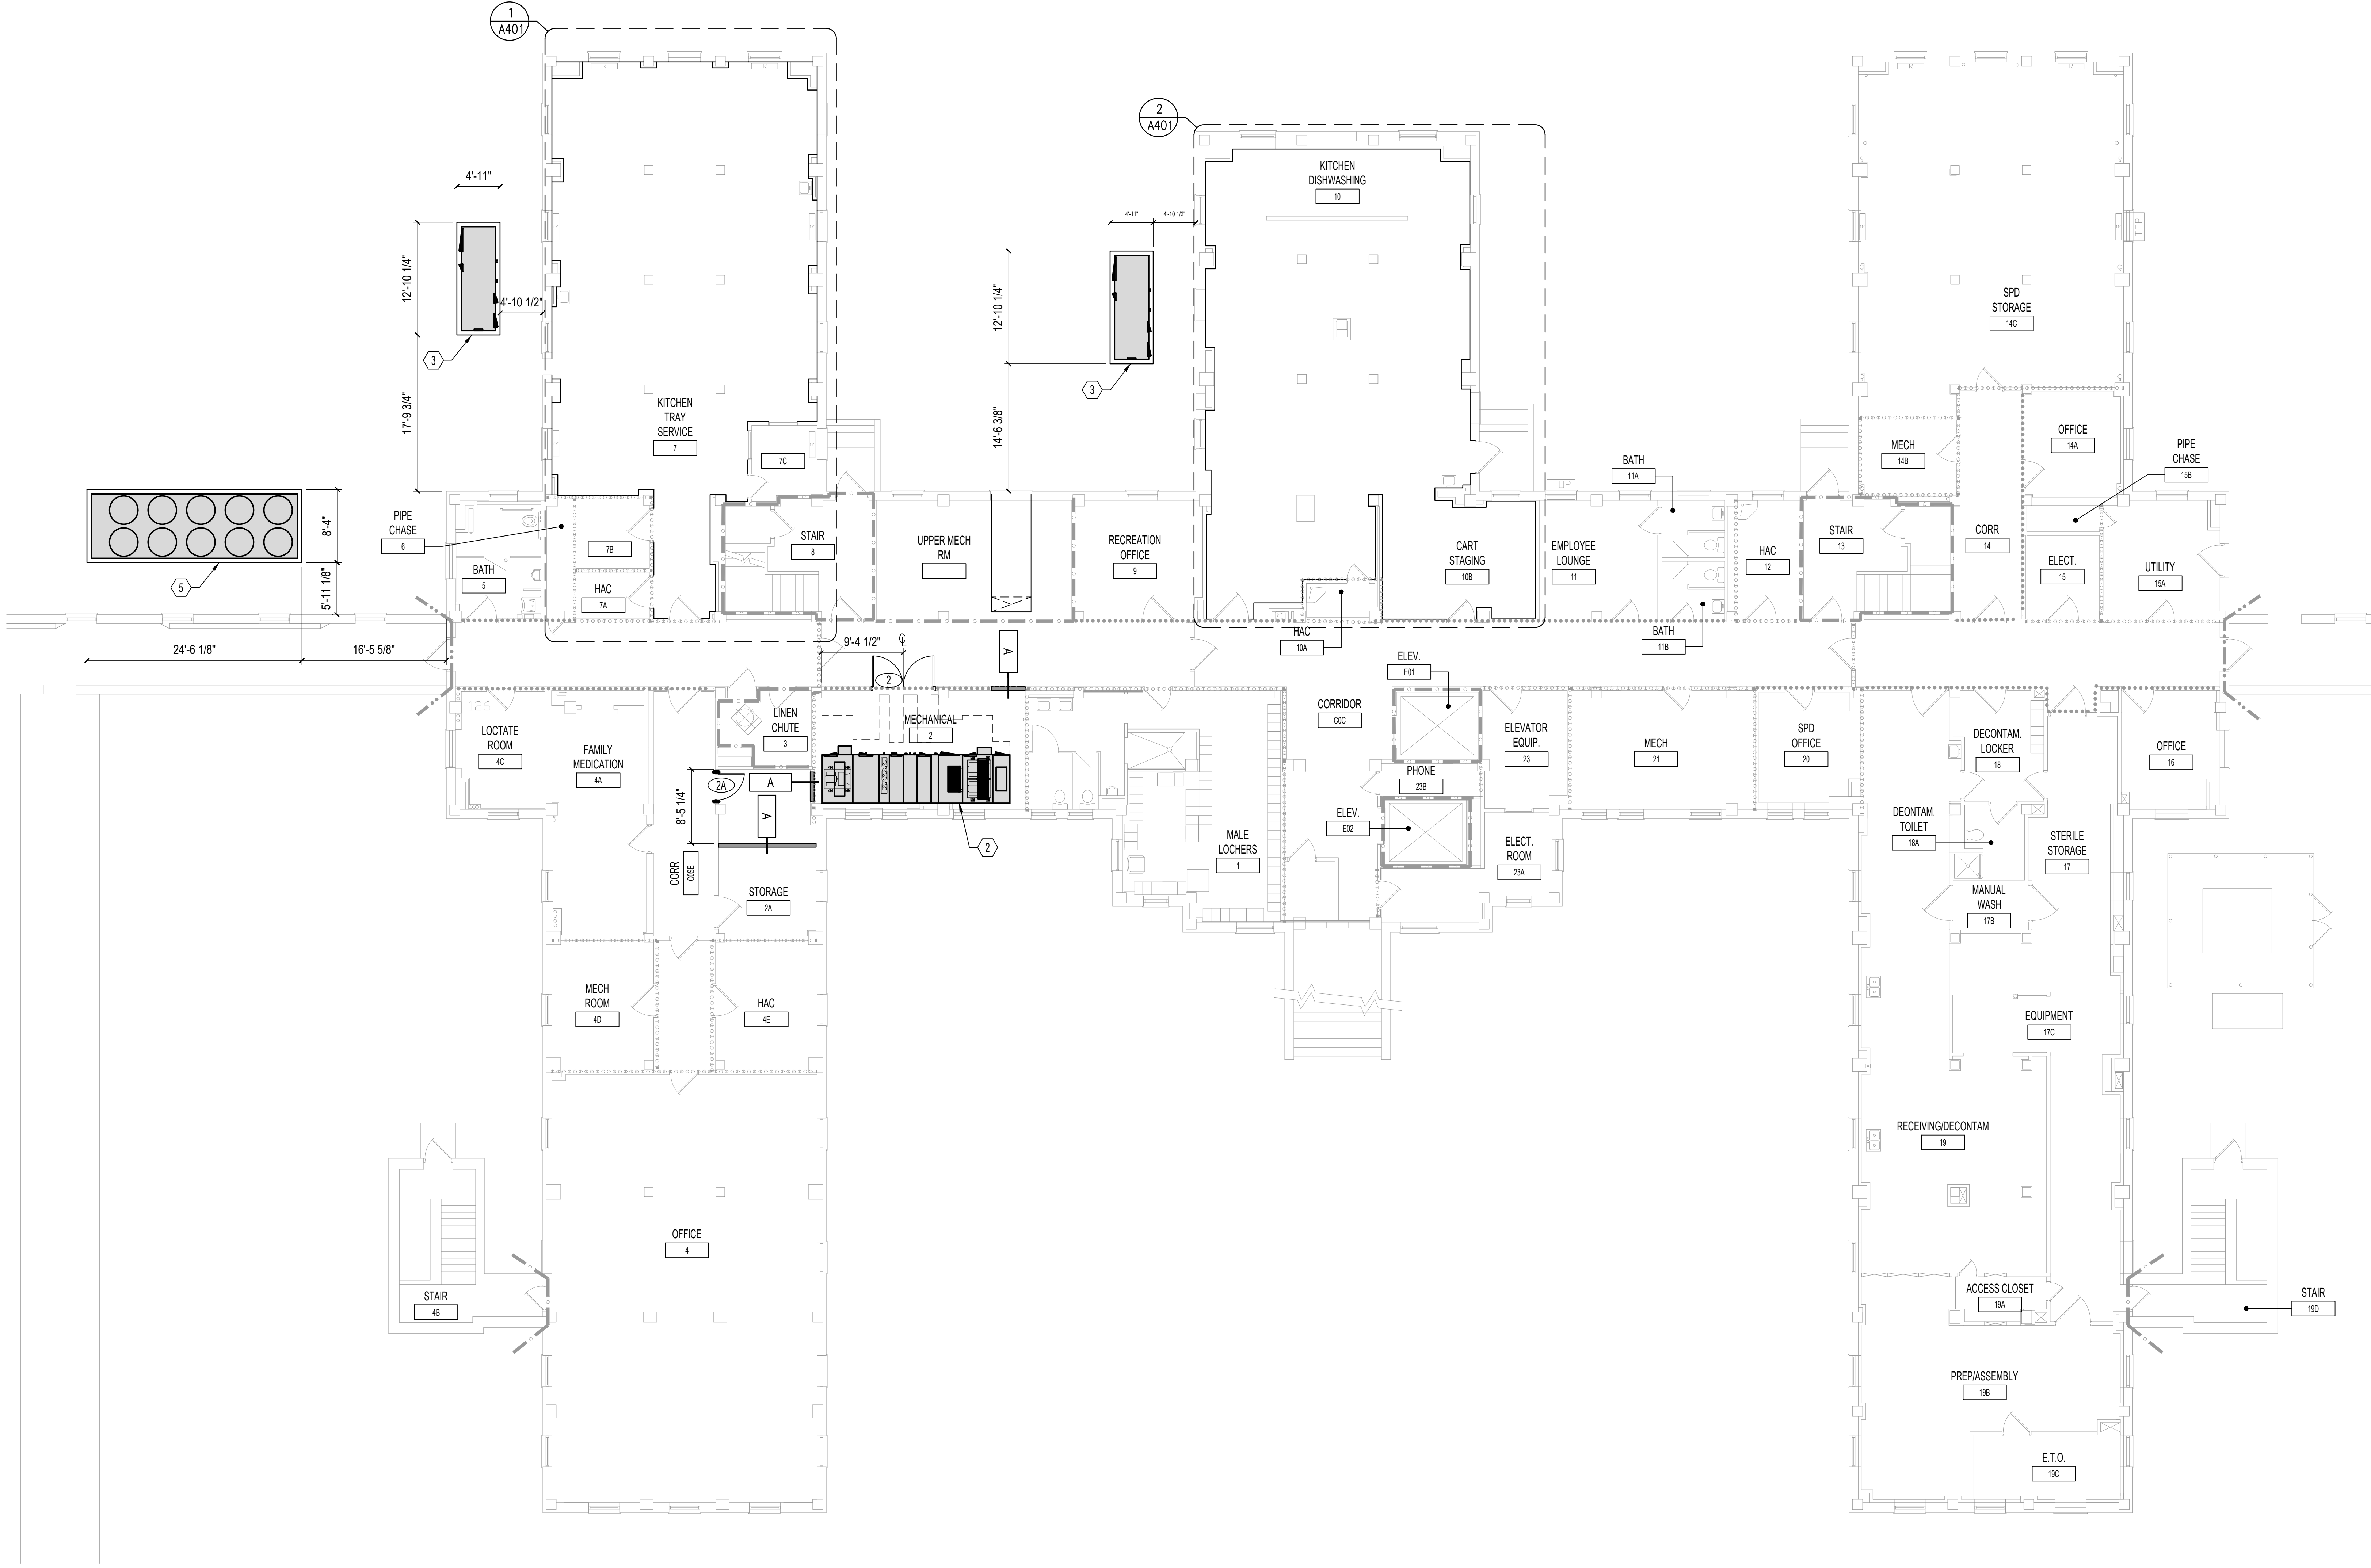 1
A401
2
A401
4'-11"
12'-10 1/4"
4'-10 1/2"
3
17'-9 3/4"
KITCHEN
TRAY
SERVICE
7
7C
4'-11"
4'-10 1/2"
12'-10 1/4"
3
14'-6 3/8"
KITCHEN
DISHWASHING
10
SPD
STORAGE
14C
TOP
8'-4"
5'-11 1/8"
5
24'-6 1/8"
16'-5 5/8"
PIPE
CHASE
6
BATH
5
7B
HAC
7A
STAIR
8
UPPER MECH
RM
RECREATION
OFFICE
9
CART
STAGING
10B
HAC
10A
EMPLOYEE
LOUNGE
11
TOP
BATH
11A
BATH
11B
HAC
12
STAIR
13
MECH
14B
CORR
14
OFFICE
14A
PIPE
CHASE
15B
ELECT.
15
UTILITY
15A
9'-4 1/2"
CL
2
A
126
LOCTATE
ROOM
4C
FAMILY
MEDICATION
4A
LINEN
CHUTE
3
MECHANICAL
2
2A
A
A
8'-5 1/4"
2
CORR
C0SE
STORAGE
2A
MALE
LOCHERS
1
CORRIDOR
C0C
ELEV.
E01
ELEV.
E02
PHONE
23B
ELEVATOR
EQUIP.
23
ELECT.
ROOM
23A
MECH
21
SPD
OFFICE
20
DECONTAM.
LOCKER
18
OFFICE
16
DEONTAM.
TOILET
18A
STERILE
STORAGE
17
MANUAL
WASH
17B
EQUIPMENT
17C
MECH
ROOM
4D
HAC
4E
OFFICE
4
STAIR
4B
RECEIVING/DECONTAM
19
ACCESS CLOSET
19A
STAIR
19D
PREP/ASSEMBLY
19B
E.T.O.
19C